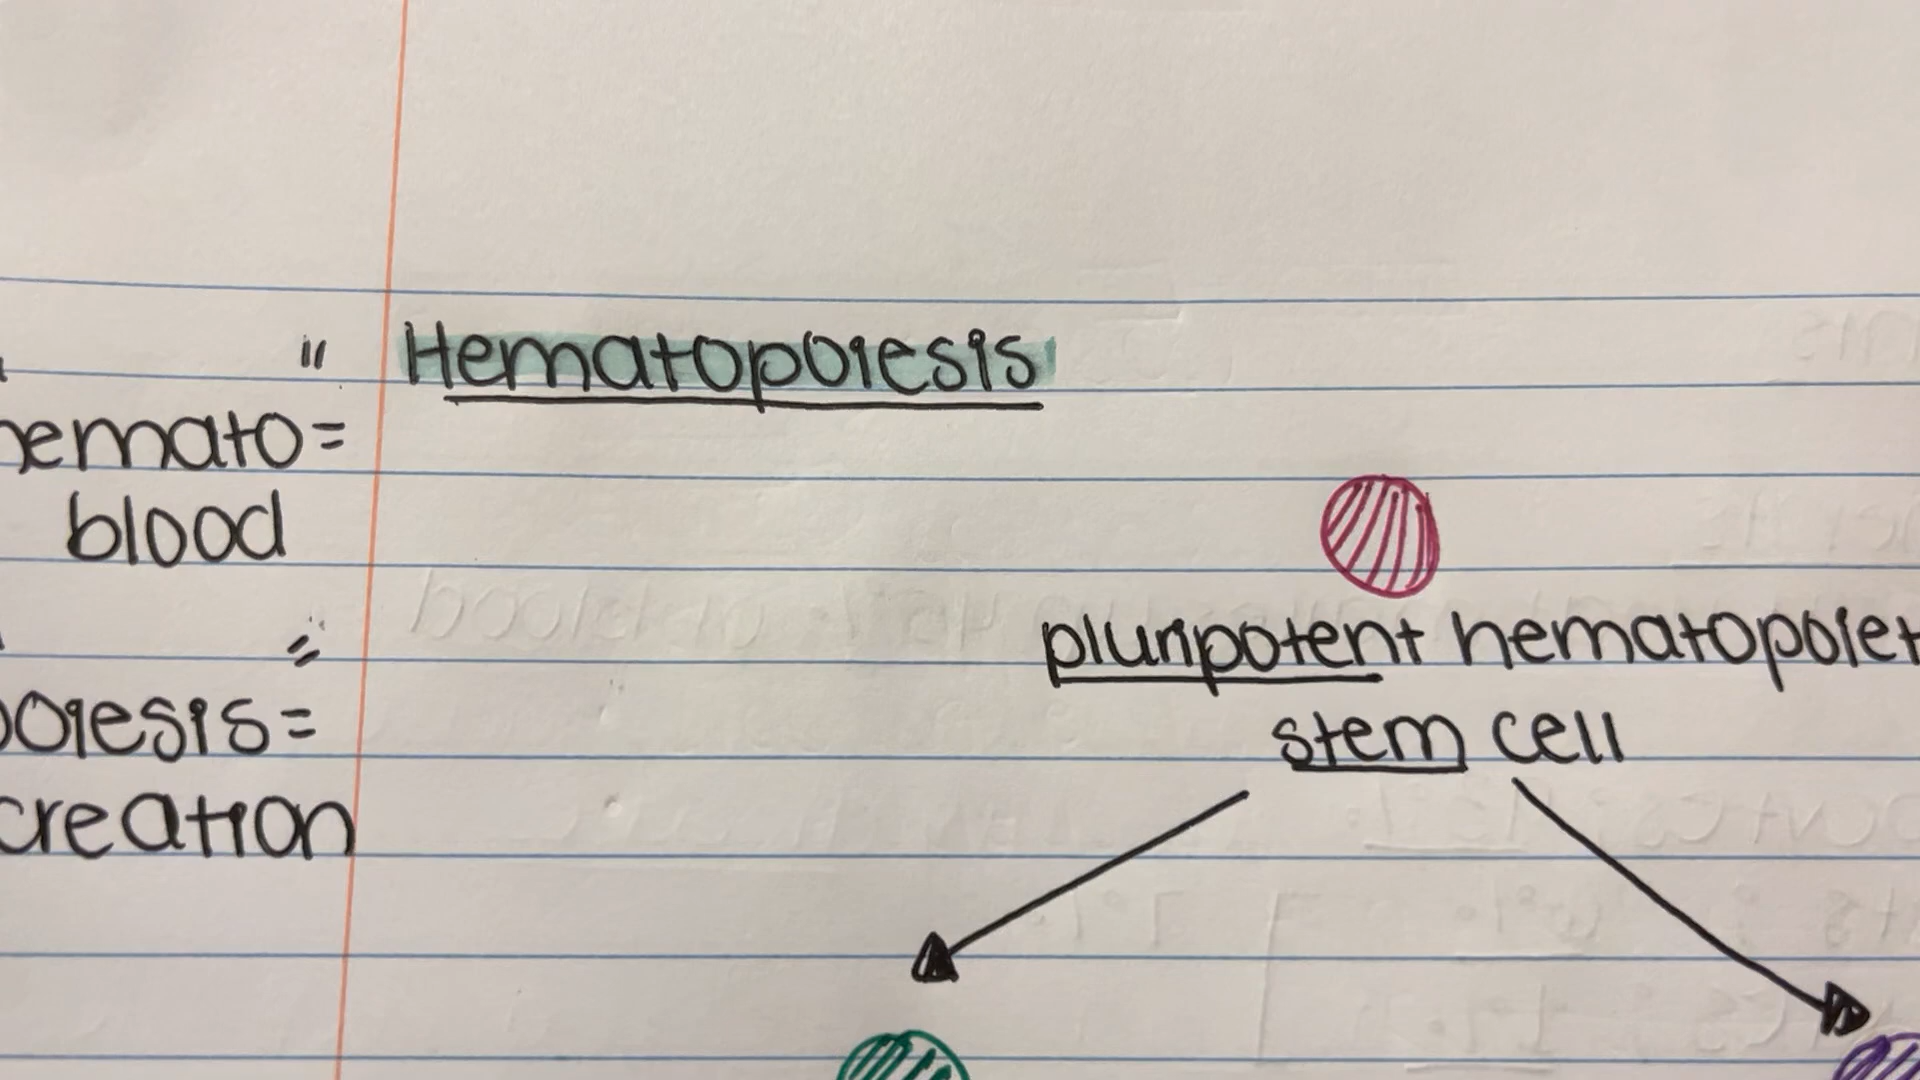 " Hematopoiesis
hemato=
blood
pluripotent hematopoiet
stem cell
"
poiesis=
creation